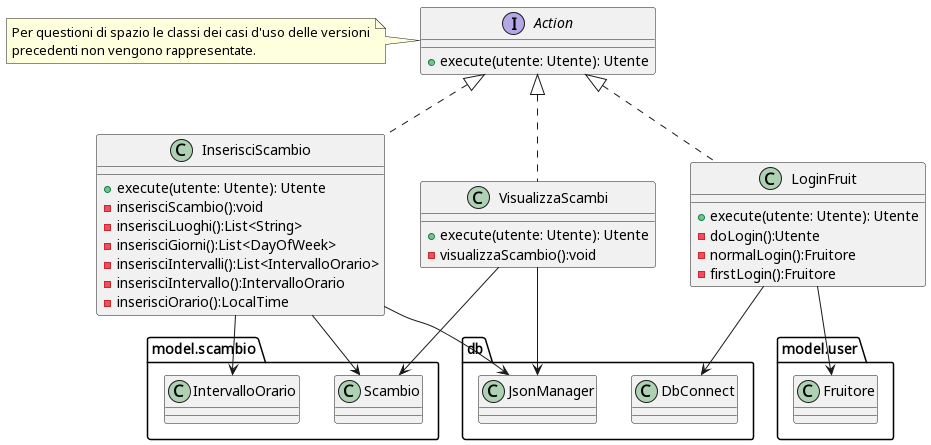 Per questioni di spazio le classi dei casi d'uso delle versioni
precedenti non vengono rappresentate.
I Action
execute(utente: Utente): Utente
C InserisciScambio
execute(utente: Utente): Utente
inserisciScambio():void
inserisciLuoghi():List<String>
inserisciGiorni():List<DayOfWeek>
inserisciIntervalli():List<IntervalloOrario>
inserisciIntervallo():IntervalloOrario
inserisciOrario():LocalTime
C VisualizzaScambi
execute(utente: Utente): Utente
visualizzaScambio():void
C LoginFruit
execute(utente: Utente): Utente
doLogin():Utente
normalLogin():Fruitore
firstLogin():Fruitore
model.scambio
C IntervalloOrario
C Scambio
db
C JsonManager
C DbConnect
model.user
C Fruitore